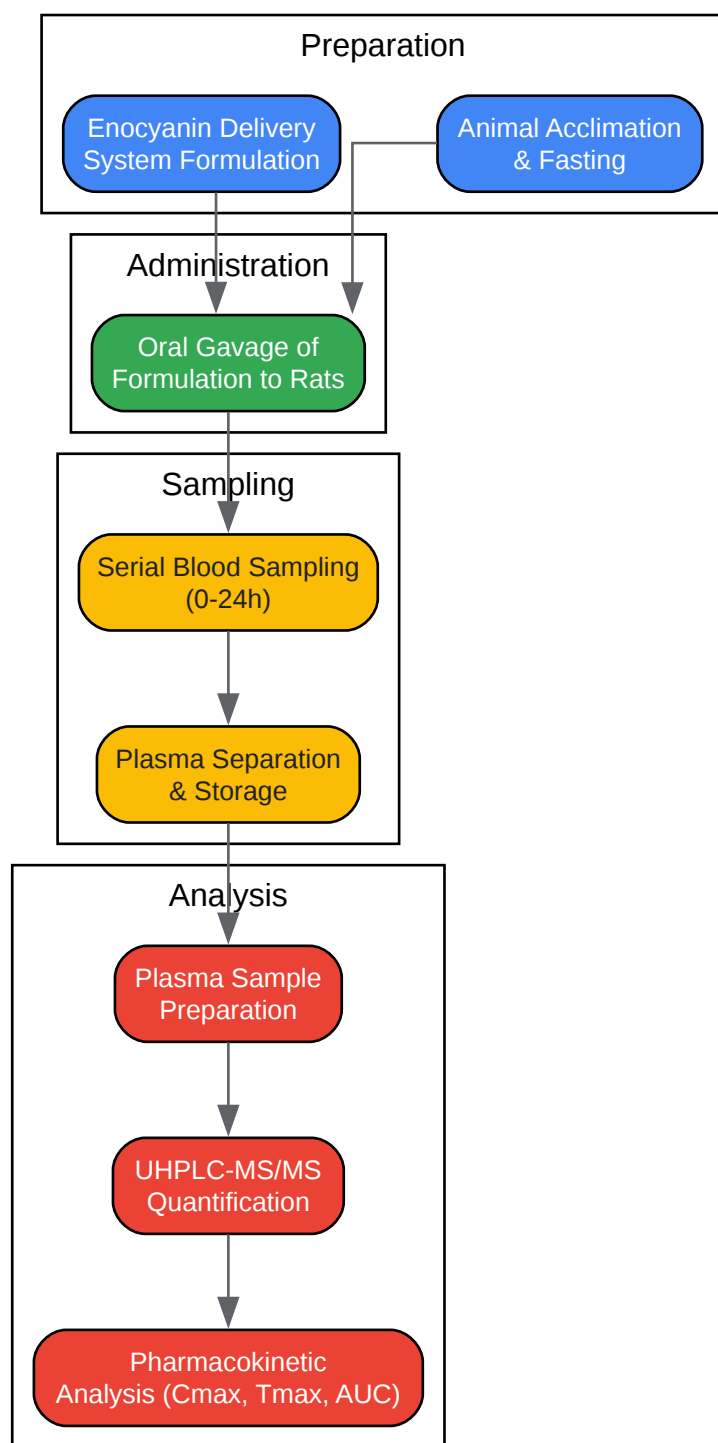 Preparation
Enocyanin Delivery
System Formulation
Animal Acclimation
& Fasting
Administration
Oral Gavage of
Formulation to Rats
Sampling
Serial Blood Sampling
(0-24h)
Plasma Separation
& Storage
Analysis
Plasma Sample
Preparation
UHPLC-MS/MS
Quantification
Pharmacokinetic
Analysis (Cmax, Tmax, AUC)